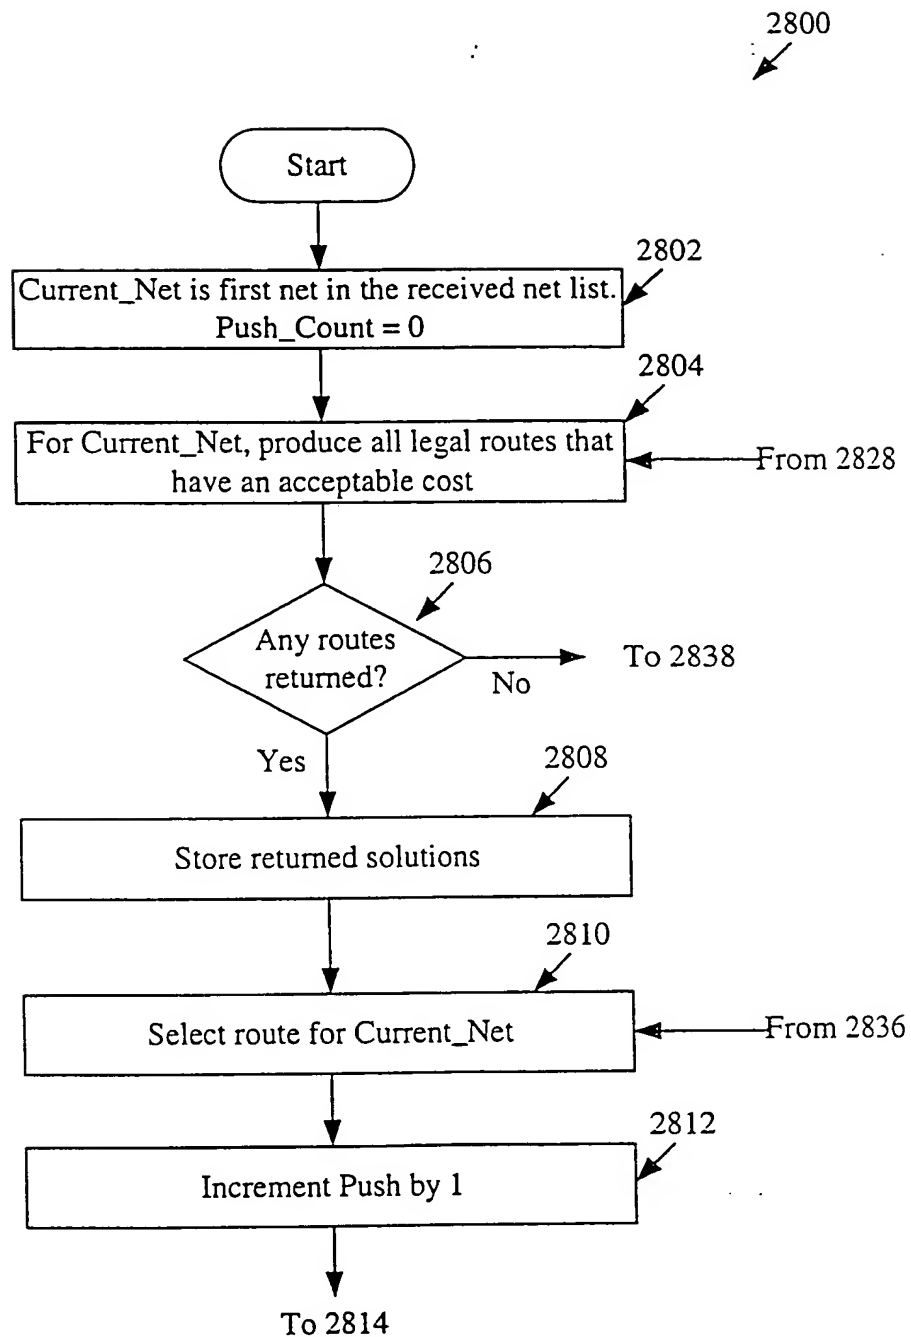 2800
Start
2802
Current_Net is first net in the received net list.
Push_Count = 0
2804
For Current_Net, produce all legal routes that
have an acceptable cost
From 2828
2806
Any routes
returned?
No
To 2838
Yes
2808
Store returned solutions
2810
Select route for Current_Net
From 2836
2812
Increment Push by 1
To 2814